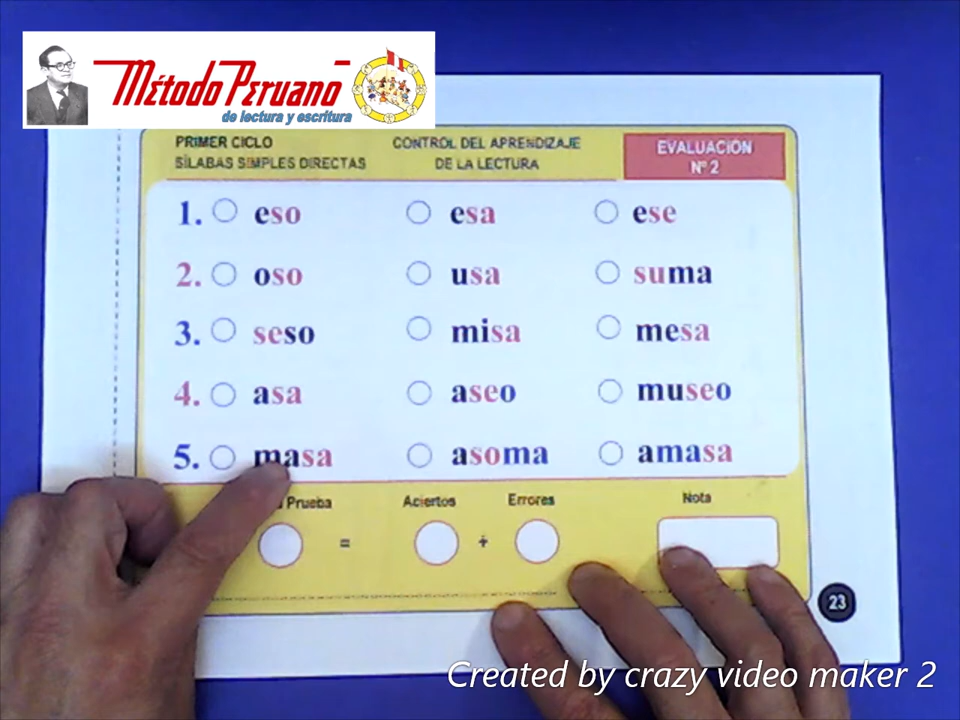 Método Peruano
de lectura y escritura
PRIMER CICLO
SÍLABAS SIMPLES DIRECTAS
CONTROL DEL APRENDIZAJE
DE LA LECTURA
EVALUACIÓN
Nº 2
1. eso esa ese
2. oso usa suma
3. seso misa mesa
4. asa aseo museo
5. masa asoma amasa
Prueba = Aciertos + Errores Nota
23
Created by crazy video maker 2